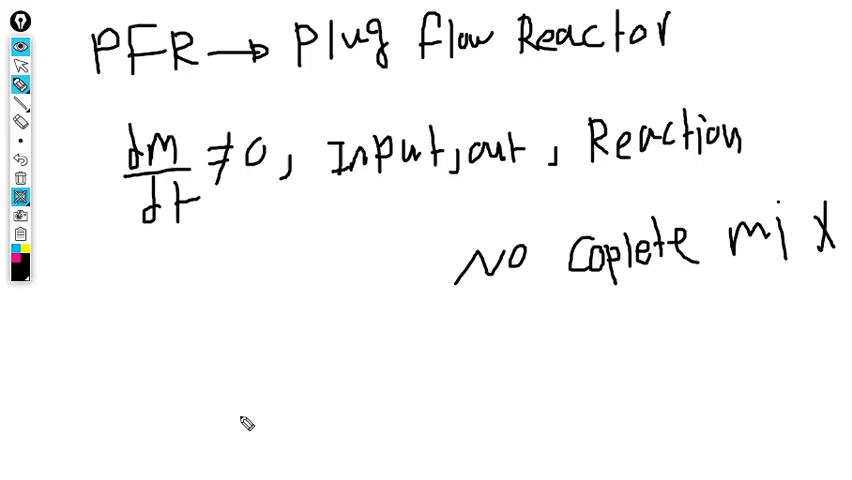 PFR → Plug flow Reactor
dM/dt ≠ 0, Input, out, Reaction
NO Coplete mix